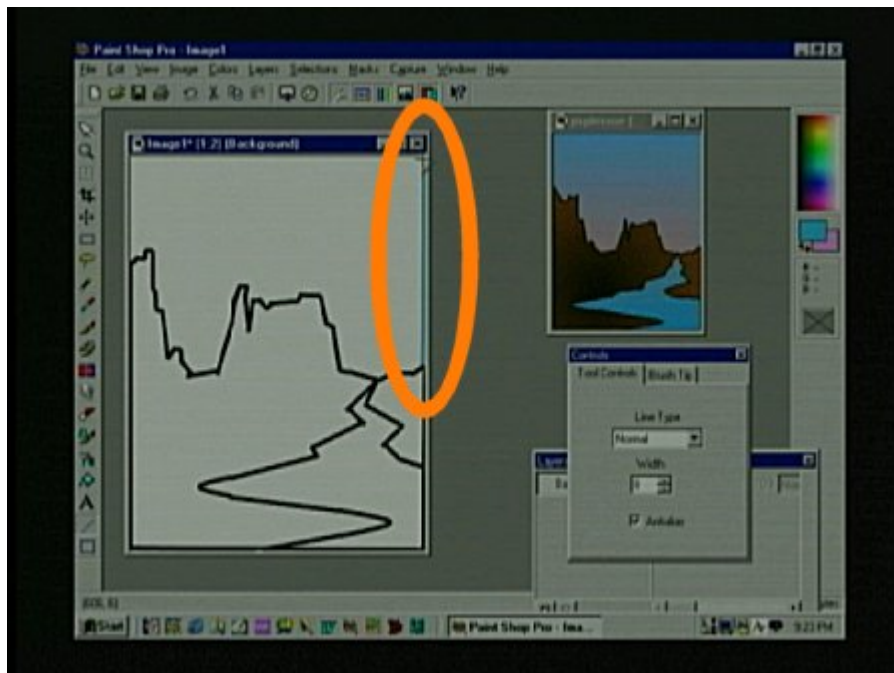 Paint Shop Pro - Image1
File Edit View Image Colors Layers Selections Masks Capture Window Help
Image1* (1:2) (Background)
Controls
Tool Controls Brush Tip
Line Type
Normal
Width
Antialias
Start Paint Shop Pro - Ima... 9:23 PM